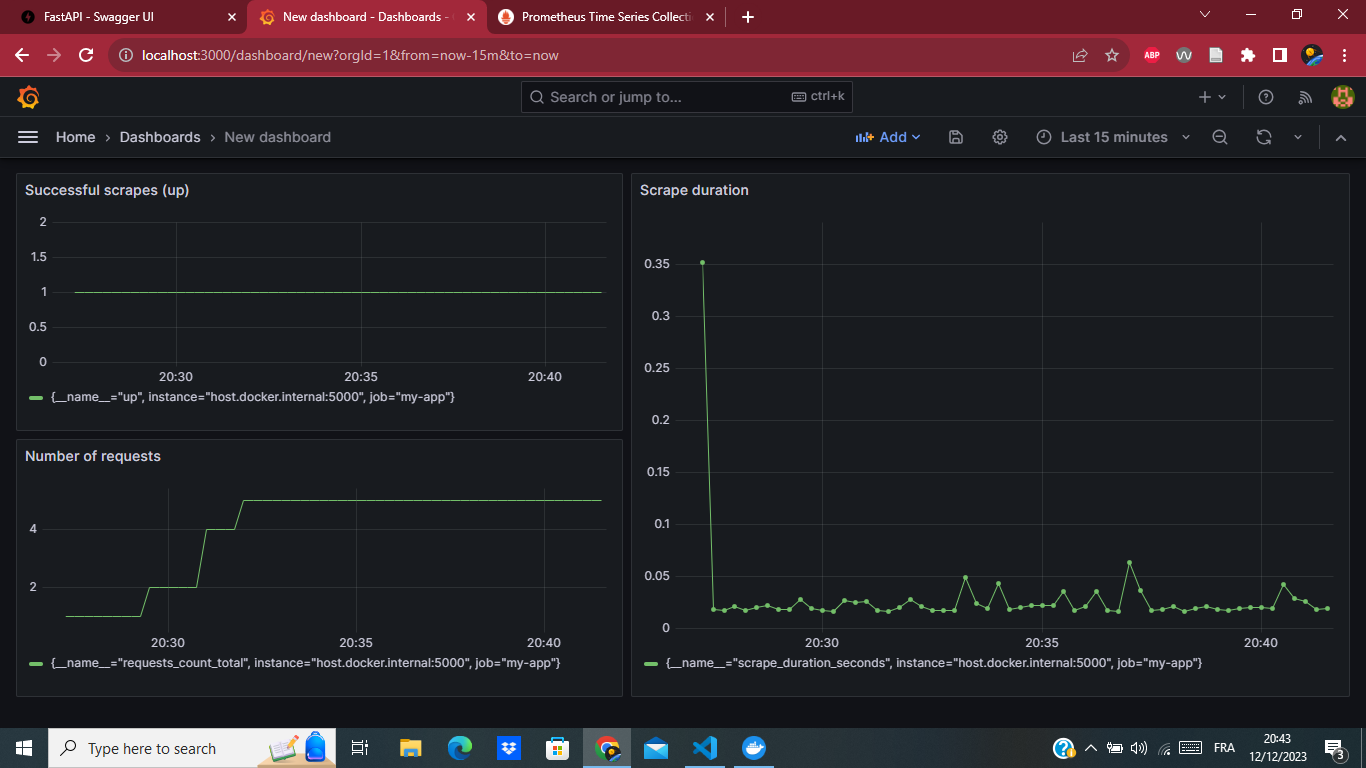 FastAPI - Swagger UI
New dashboard - Dashboards -
Prometheus Time Series Collecti
localhost:3000/dashboard/new?orgId=1&from=now-15m&to=now
ABP
Search or jump to...
ctrl+k
Home › Dashboards › New dashboard
Add
Last 15 minutes
Successful scrapes (up)
2
1.5
1
0.5
0
20:30 20:35 20:40
{__name__="up", instance="host.docker.internal:5000", job="my-app"}
Number of requests
4
2
20:30 20:35 20:40
{__name__="requests_count_total", instance="host.docker.internal:5000", job="my-app"}
Scrape duration
0.35
0.3
0.25
0.2
0.15
0.1
0.05
0
20:30 20:35 20:40
{__name__="scrape_duration_seconds", instance="host.docker.internal:5000", job="my-app"}
Type here to search
FRA
20:43
12/12/2023
3